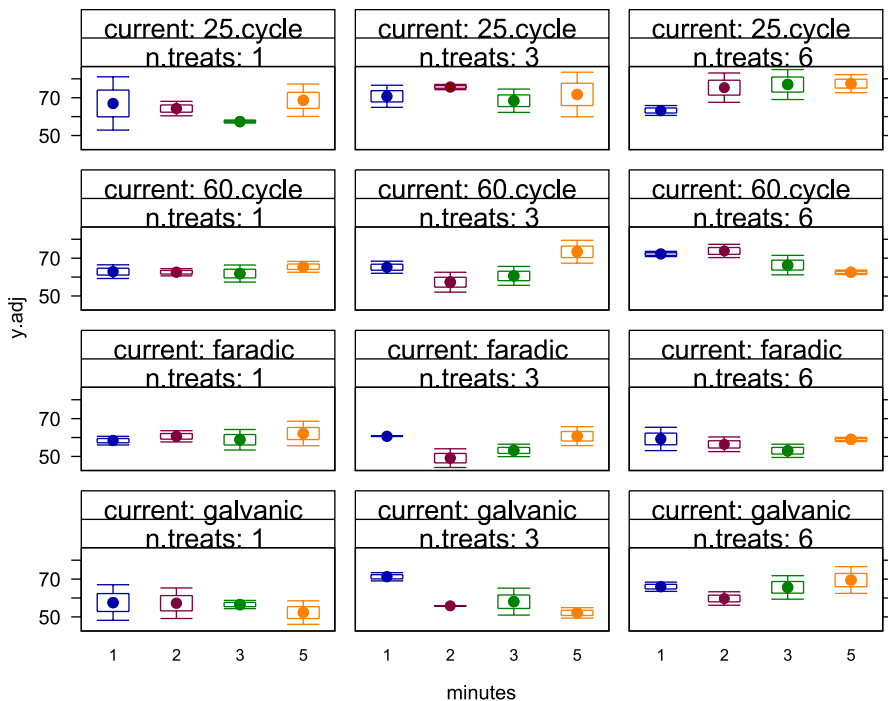 current: 25.cycle current: 25.cycle current: 25.cycle
n.treats: 1 n.treats: 3 n.treats: 6
70
50
current: 60.cycle current: 60.cycle current: 60.cycle
n.treats: 1 n.treats: 3 n.treats: 6
70
50
y.adj
current: faradic current: faradic current: faradic
n.treats: 1 n.treats: 3 n.treats: 6
70
50
current: galvanic current: galvanic current: galvanic
n.treats: 1 n.treats: 3 n.treats: 6
70
50
1 2 3 5 1 2 3 5 1 2 3 5
minutes